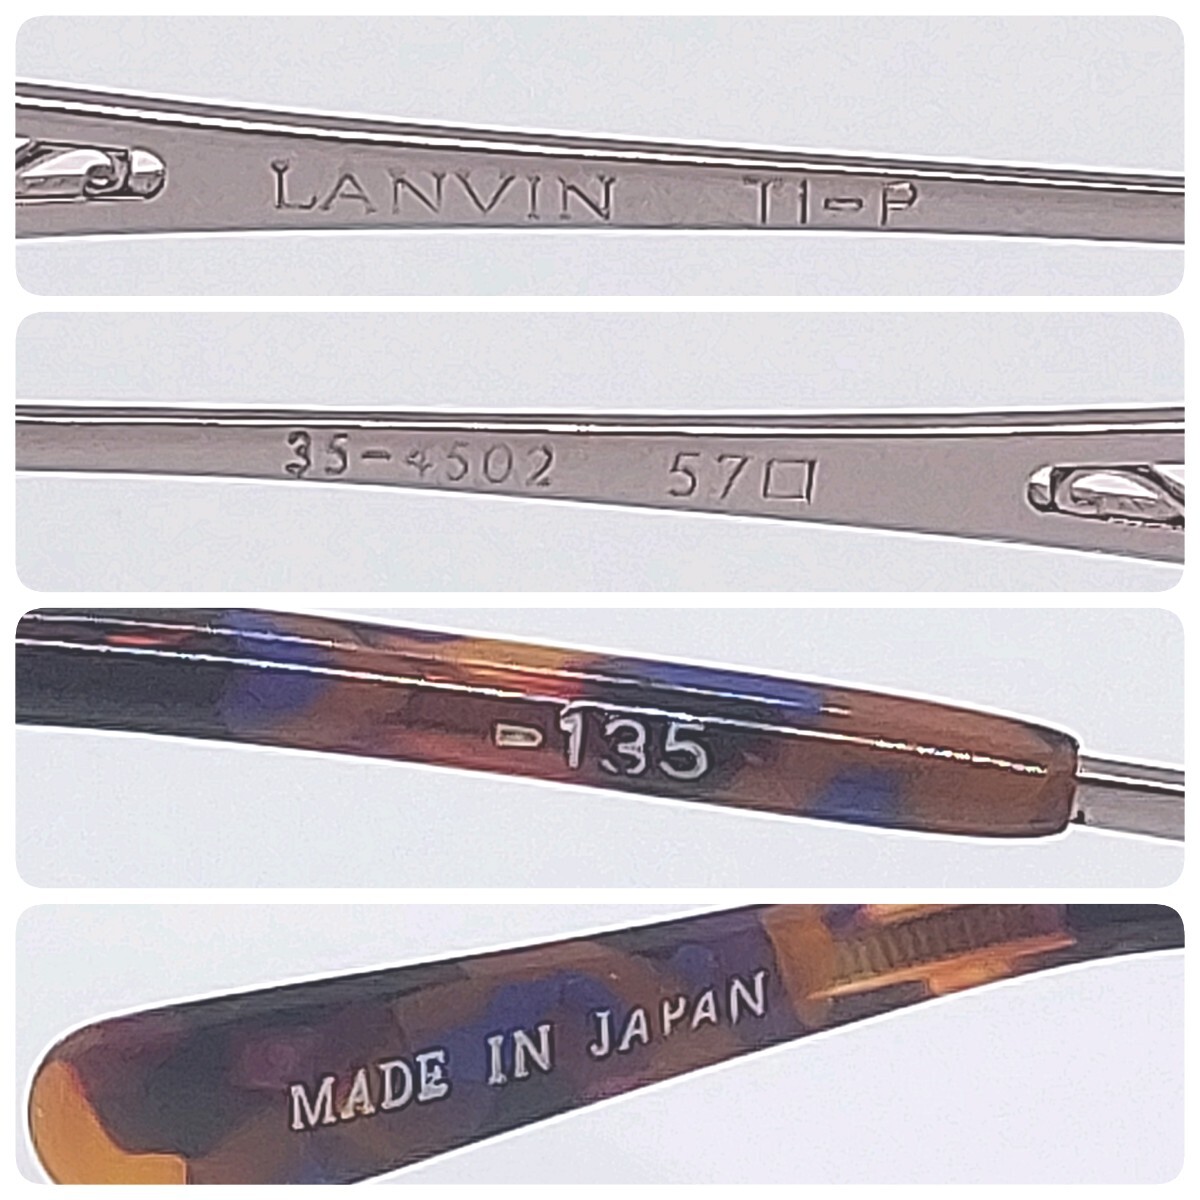 LANVIN TI-P
35-4502 57□
-135
MADE IN JAPAN